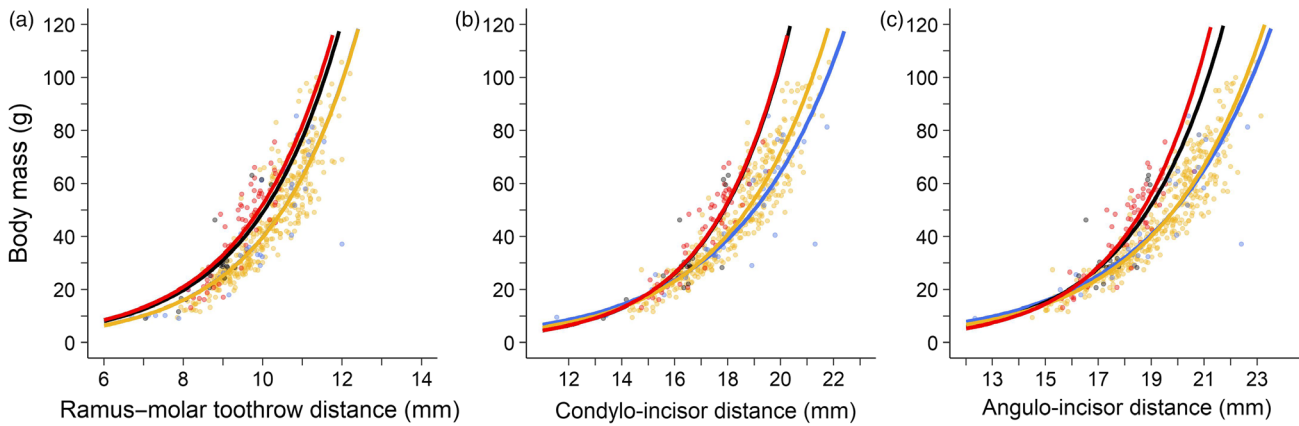 (a)
120
100
80
60
40
20
0
Body mass (g)
6 8 10 12 14
Ramus–molar toothrow distance (mm)
(b)
120
100
80
60
40
20
0
12 14 16 18 20 22
Condylo-incisor distance (mm)
(c)
120
100
80
60
40
20
0
13 15 17 19 21 23
Angulo-incisor distance (mm)